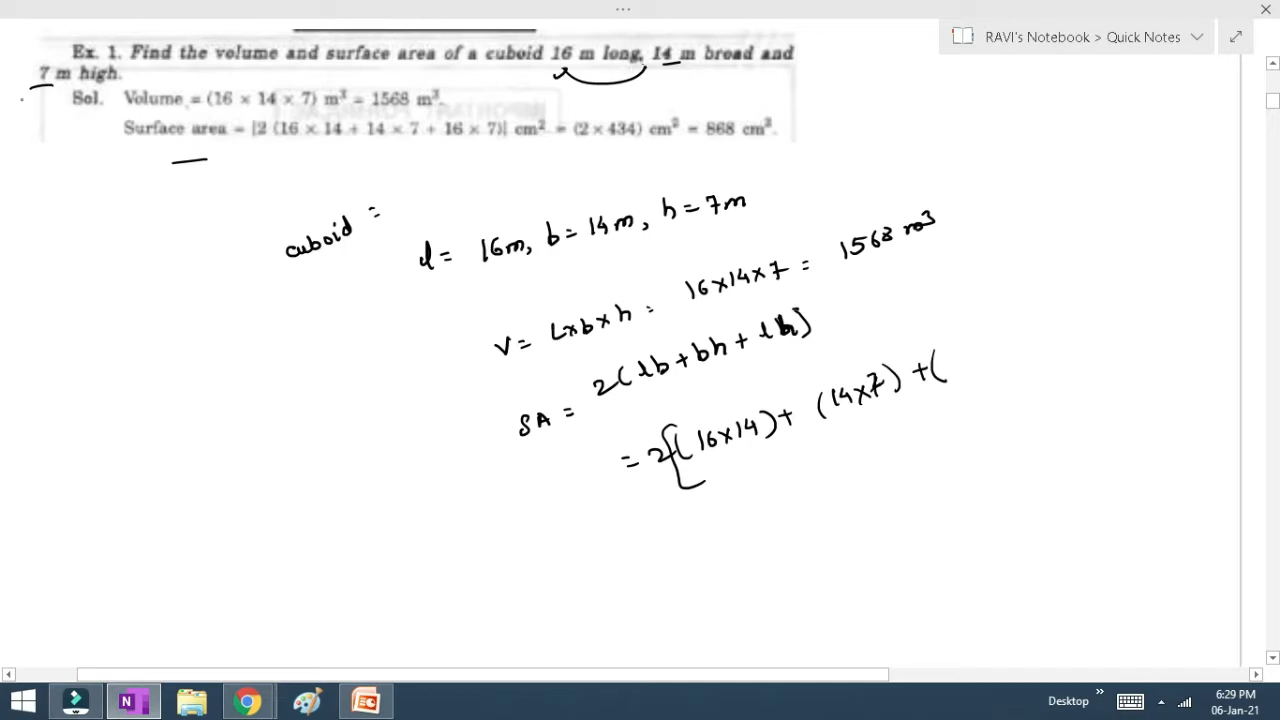 RAVI's Notebook > Quick Notes
Ex. 1. Find the volume and surface area of a cuboid 16 m long, 14 m broad and
7 m high.
Sol. Volume = (16 × 14 × 7) m³ = 1568 m³.
Surface area = [2 (16 × 14 + 14 × 7 + 16 × 7)] cm² = (2 × 434) cm² = 868 cm².
cuboid =
l = 16m, b = 14m, h = 7m
V = L×b×h = 16×14×7 = 1568 m³
SA = 2(lb+bh+lh)
= 2[(16×14)+ (14×7) +(
Desktop
6:29 PM
06-Jan-21